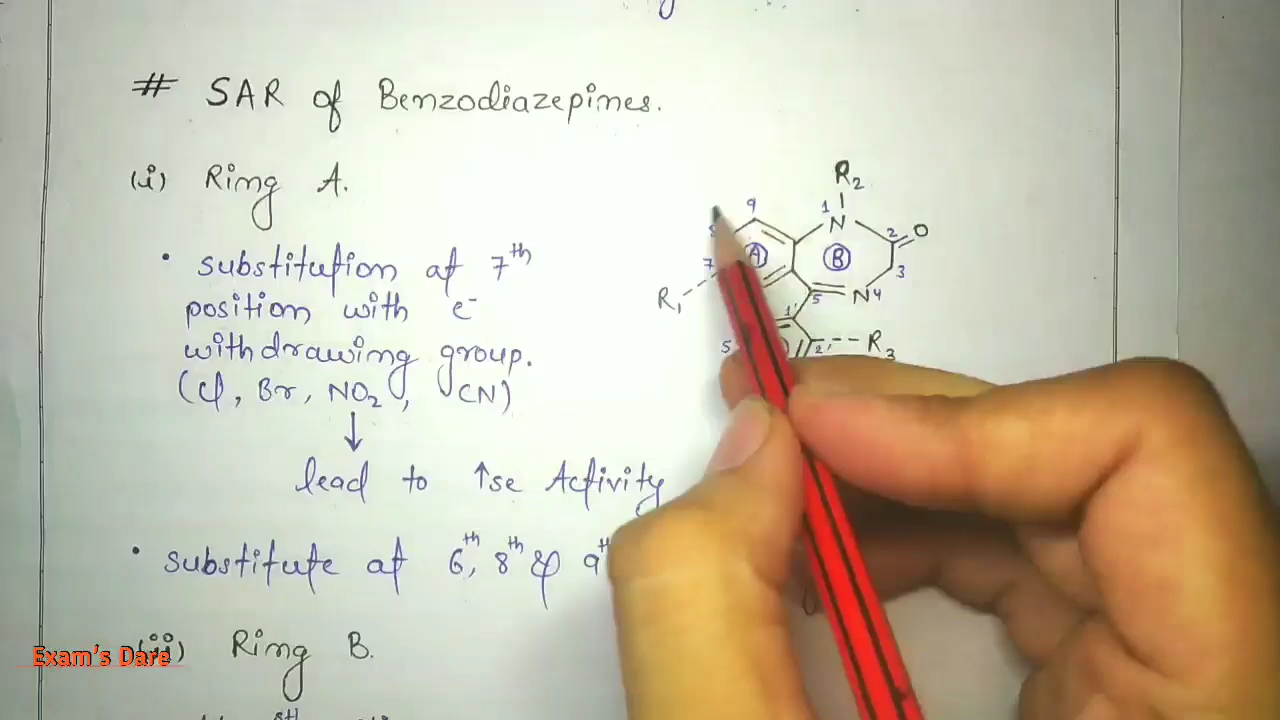 # SAR of Benzodiazepines.
(i) Ring A.
• substitution at 7th
position with e⁻
withdrawing group.
(Cl, Br, NO2, CN)
↓
lead to ↑se Activity
• substitute at 6th, 8th & 9th
(ii) Ring B.
Exam's Dare
R2
9
1
N
8
A
B
2
O
7
3
R1
5
N4
1'
5
2'
R3